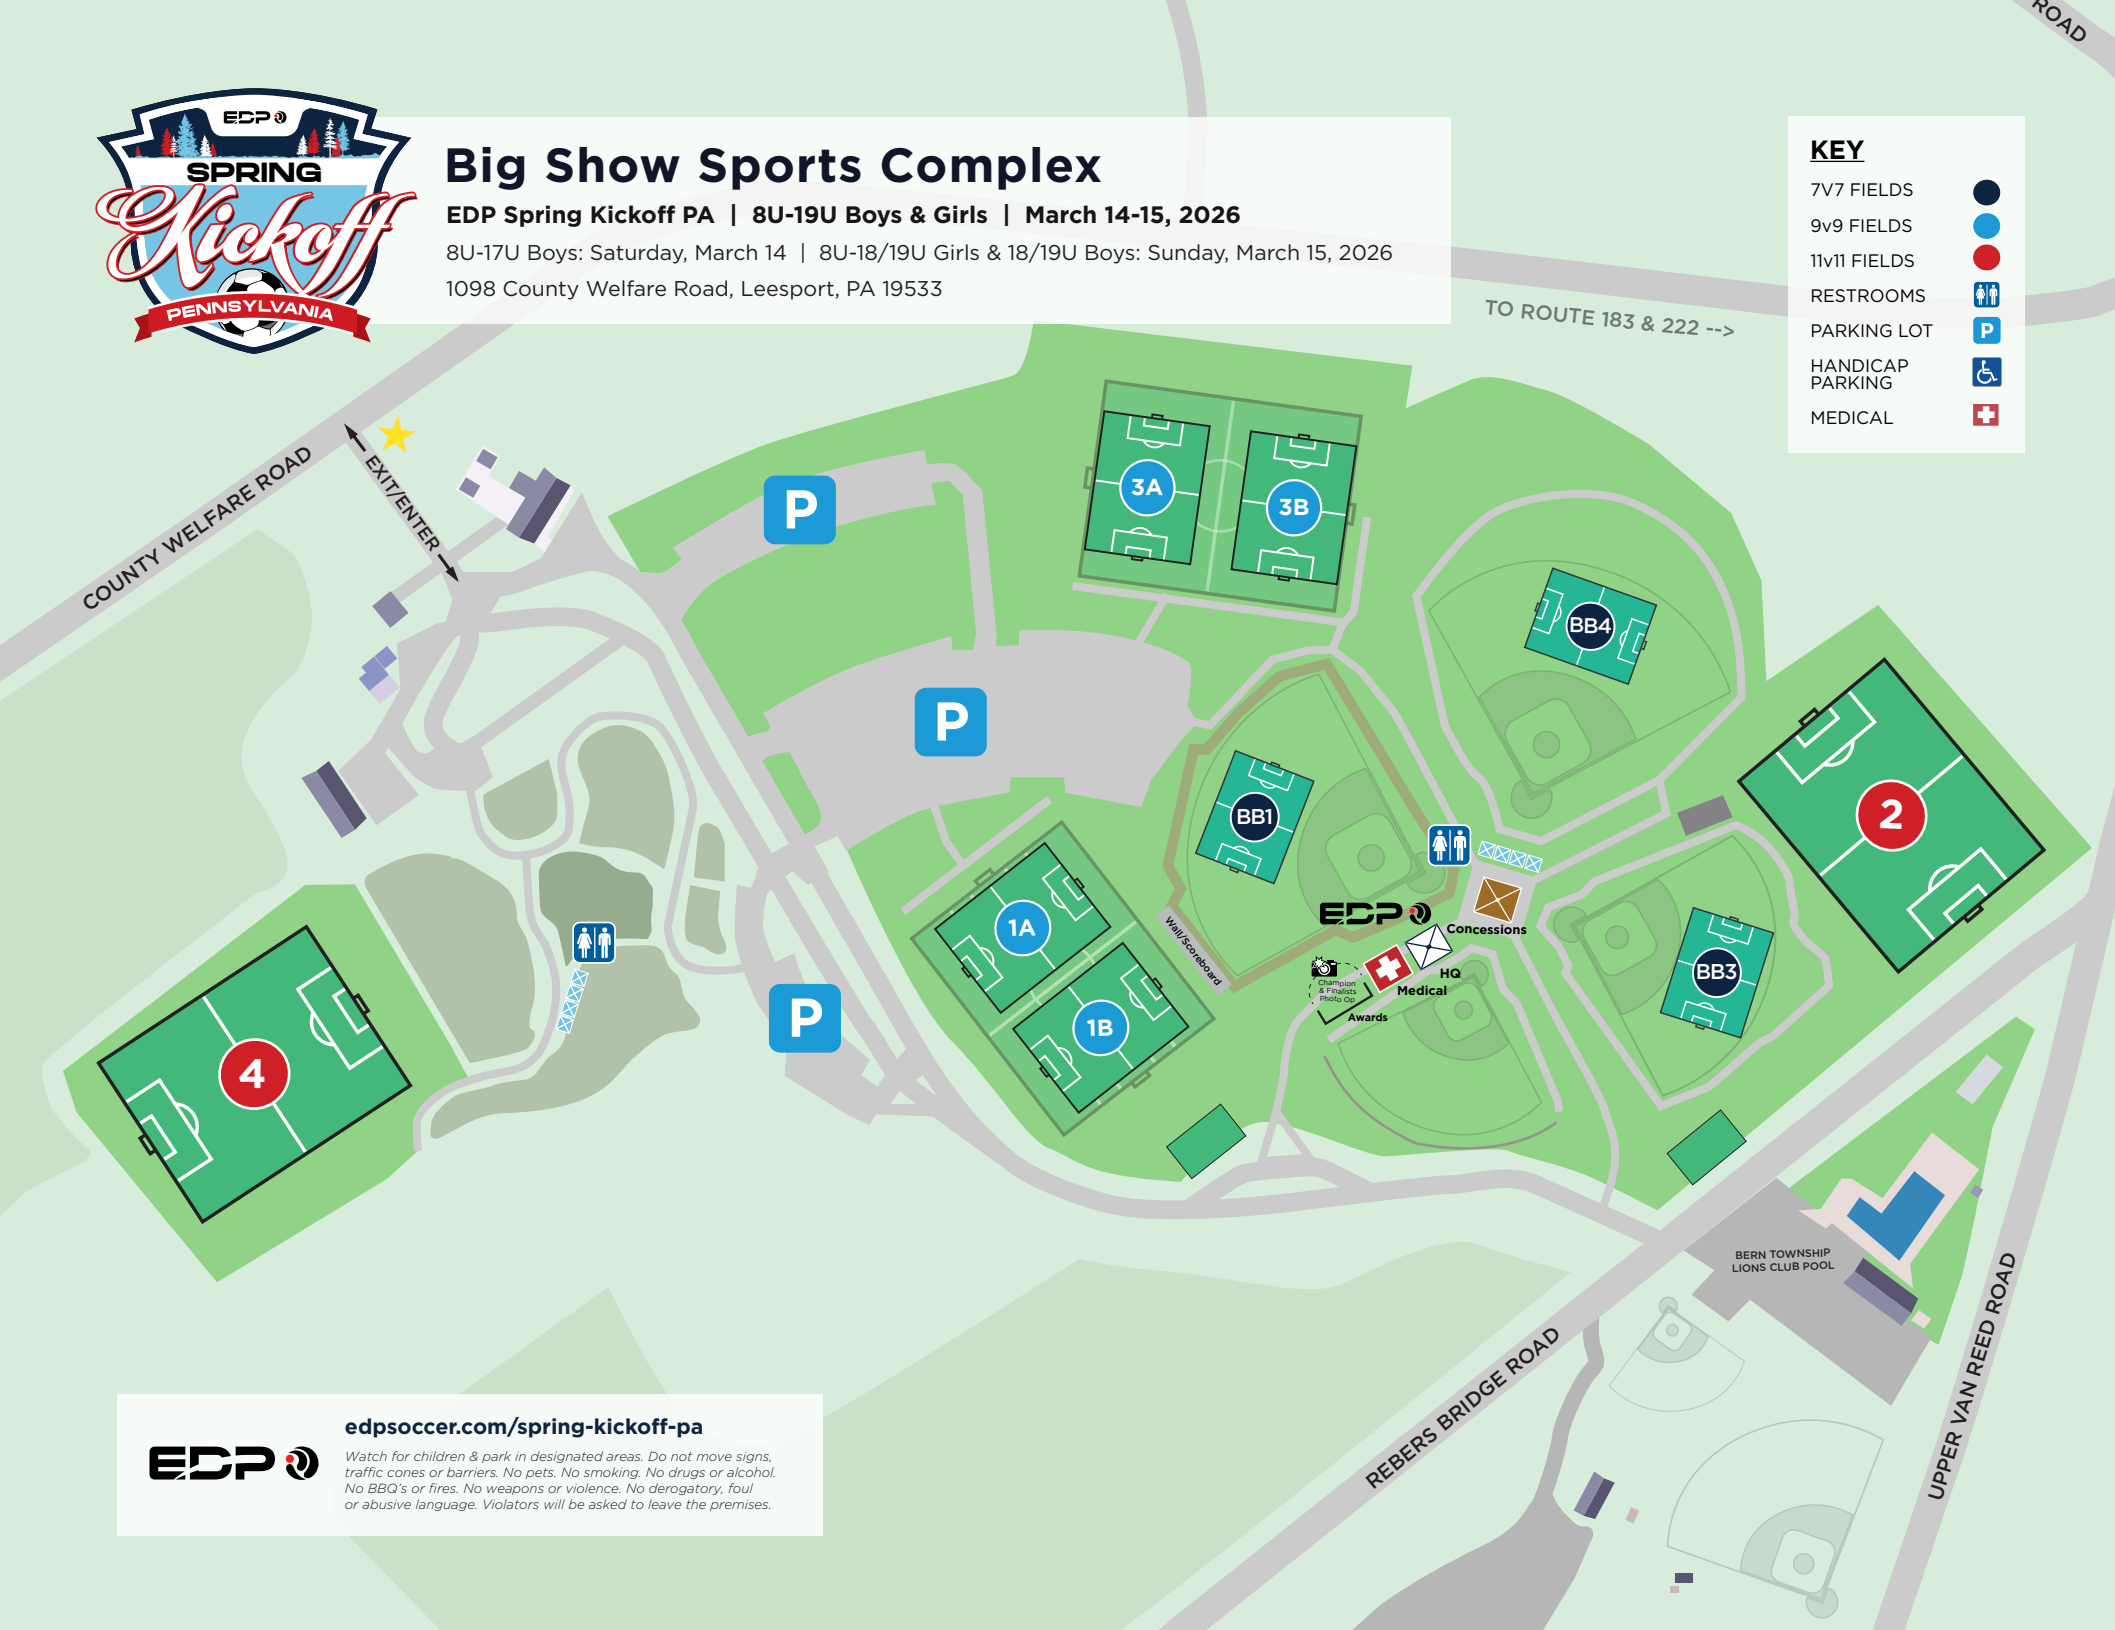 EDP
SPRING
Kickoff
PENNSYLVANIA
Big Show Sports Complex
EDP Spring Kickoff PA | 8U-19U Boys & Girls | March 14-15, 2026
8U-17U Boys: Saturday, March 14 | 8U-18/19U Girls & 18/19U Boys: Sunday, March 15, 2026
1098 County Welfare Road, Leesport, PA 19533
ROAD
KEY
7V7 FIELDS
9v9 FIELDS
11v11 FIELDS
RESTROOMS
PARKING LOT
P
HANDICAP
PARKING
MEDICAL
TO ROUTE 183 & 222 -->
COUNTY WELFARE ROAD
EXIT/ENTER
P
3A
3B
BB4
P
BB1
2
1A
EDP
Concessions
Wall/Scoreboard
HQ
Medical
Champion
& Finalists
Photo Op
Awards
BB3
P
1B
4
BERN TOWNSHIP
LIONS CLUB POOL
REBERS BRIDGE ROAD
UPPER VAN REED ROAD
EDP
edpsoccer.com/spring-kickoff-pa
Watch for children & park in designated areas. Do not move signs,
traffic cones or barriers. No pets. No smoking. No drugs or alcohol.
No BBQ's or fires. No weapons or violence. No derogatory, foul
or abusive language. Violators will be asked to leave the premises.